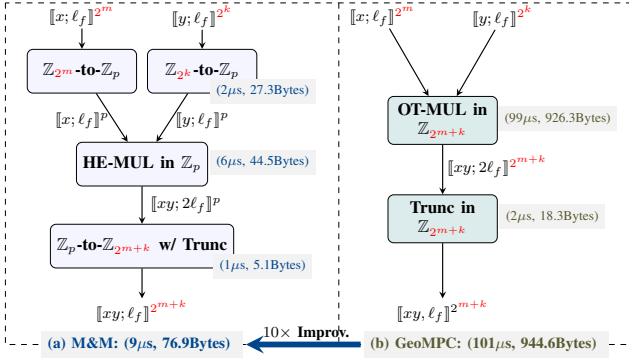 ⟦x; ℓ_f⟧^{2^m}
⟦y; ℓ_f⟧^{2^k}
ℤ_{2^m}-to-ℤ_p
ℤ_{2^k}-to-ℤ_p
(2μs, 27.3Bytes)
⟦x; ℓ_f⟧^p
⟦y; ℓ_f⟧^p
HE-MUL in ℤ_p
(6μs, 44.5Bytes)
⟦xy; 2ℓ_f⟧^p
ℤ_p-to-ℤ_{2^{m+k}} w/ Trunc
(1μs, 5.1Bytes)
⟦xy; ℓ_f⟧^{2^{m+k}}
(a) M&M: (9μs, 76.9Bytes)
10× Improv.
⟦x; ℓ_f⟧^{2^m}
⟦y; ℓ_f⟧^{2^k}
OT-MUL in
ℤ_{2^{m+k}}
(99μs, 926.3Bytes)
⟦xy; 2ℓ_f⟧^{2^{m+k}}
Trunc in
ℤ_{2^{m+k}}
(2μs, 18.3Bytes)
⟦xy, ℓ_f⟧^{2^{m+k}}
(b) GeoMPC: (101μs, 944.6Bytes)